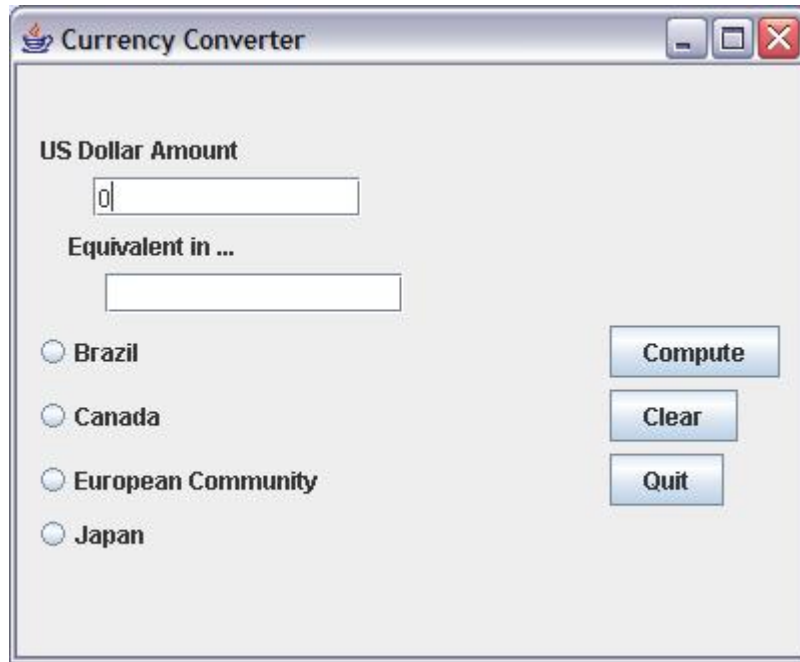 Currency Converter
US Dollar Amount
0
Equivalent in ...
Brazil
Compute
Canada
Clear
European Community
Quit
Japan